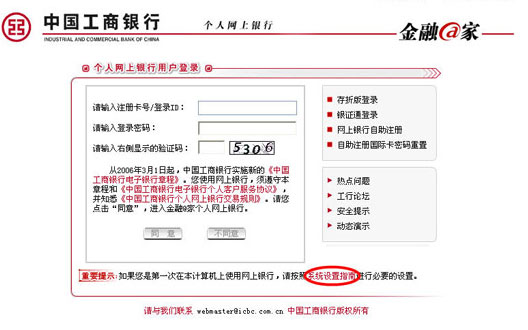 中国工商银行
INDUSTRIAL AND COMMERCIAL BANK OF CHINA
个人网上银行
金融@家
个人网上银行用户登录
请输入注册卡号/登录ID：
请输入登录密码：
请输入右侧显示的验证码：
5306
从2006年3月1日起，中国工商银行实施新的《中
国工商银行电子银行章程》。您使用网上银行，须遵守本
章程和《中国工商银行电子银行个人客户服务协议》，
并知悉《中国工商银行个人网上银行交易规则》。请您
点击“同意”，进入金融@家个人网上银行。
同 意
不同意
存折版登录
银证通登录
网上银行自助注册
自助注册国际卡密码重置
热点问题
工行论坛
安全提示
动态演示
重要提示：如果您是第一次在本计算机上使用网上银行，请按照系统设置指南进行必要的设置。
请与我们联系 webmaster@icbc.com.cn 中国工商银行版权所有